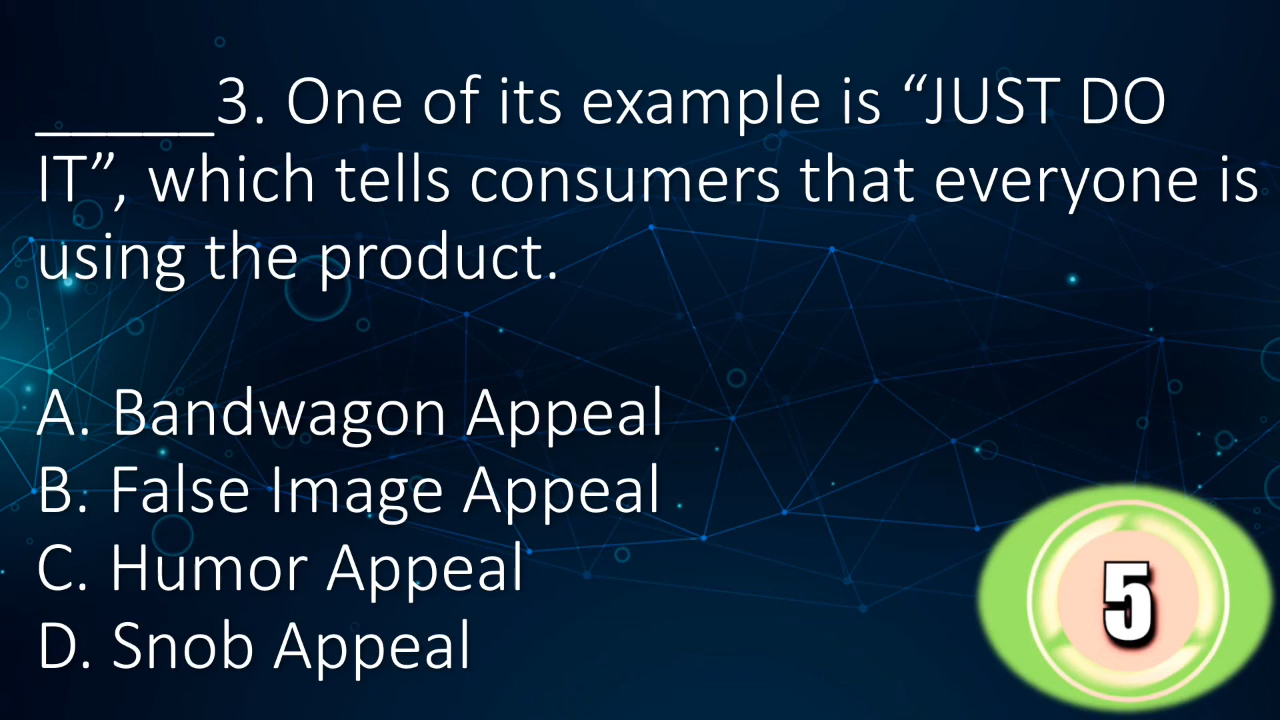 _____3. One of its example is “JUST DO
IT”, which tells consumers that everyone is
using the product.
A. Bandwagon Appeal
B. False Image Appeal
C. Humor Appeal
D. Snob Appeal
5